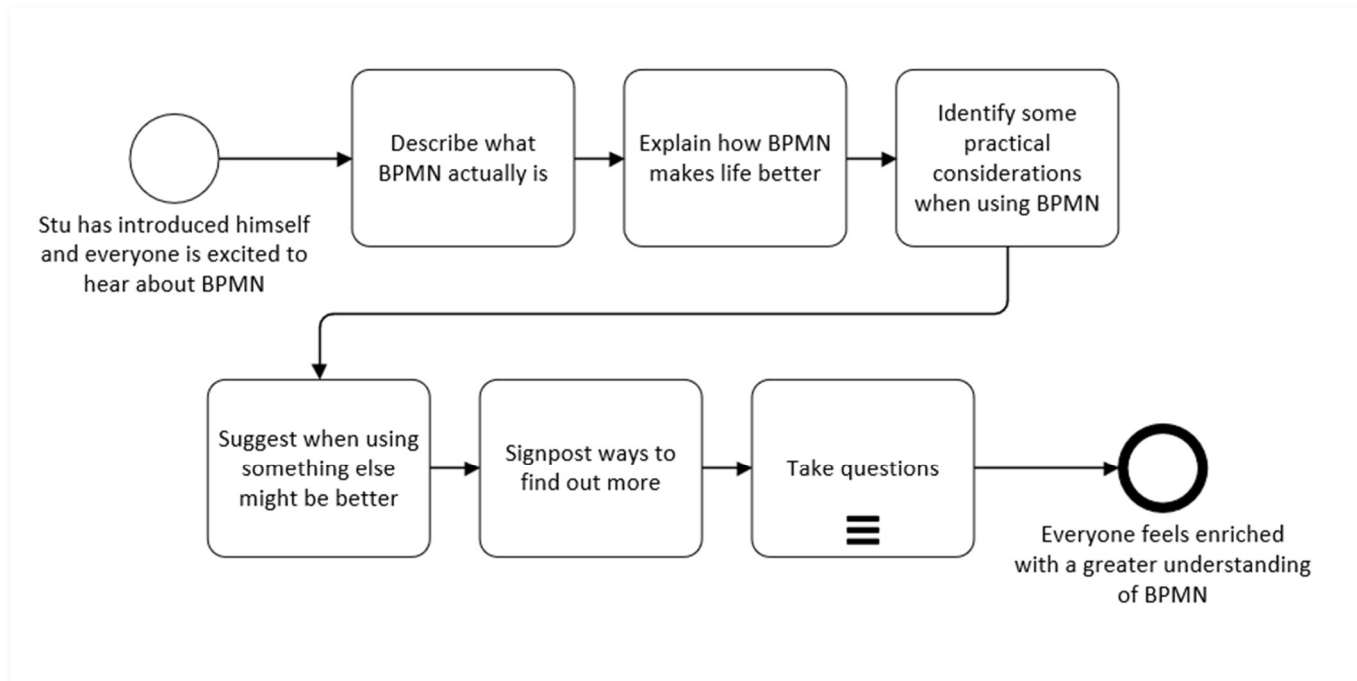 Stu has introduced himself
and everyone is excited to
hear about BPMN
Describe what
BPMN actually is
Explain how BPMN
makes life better
Identify some
practical
considerations
when using BPMN
Suggest when using
something else
might be better
Signpost ways to
find out more
Take questions
Everyone feels enriched
with a greater understanding
of BPMN